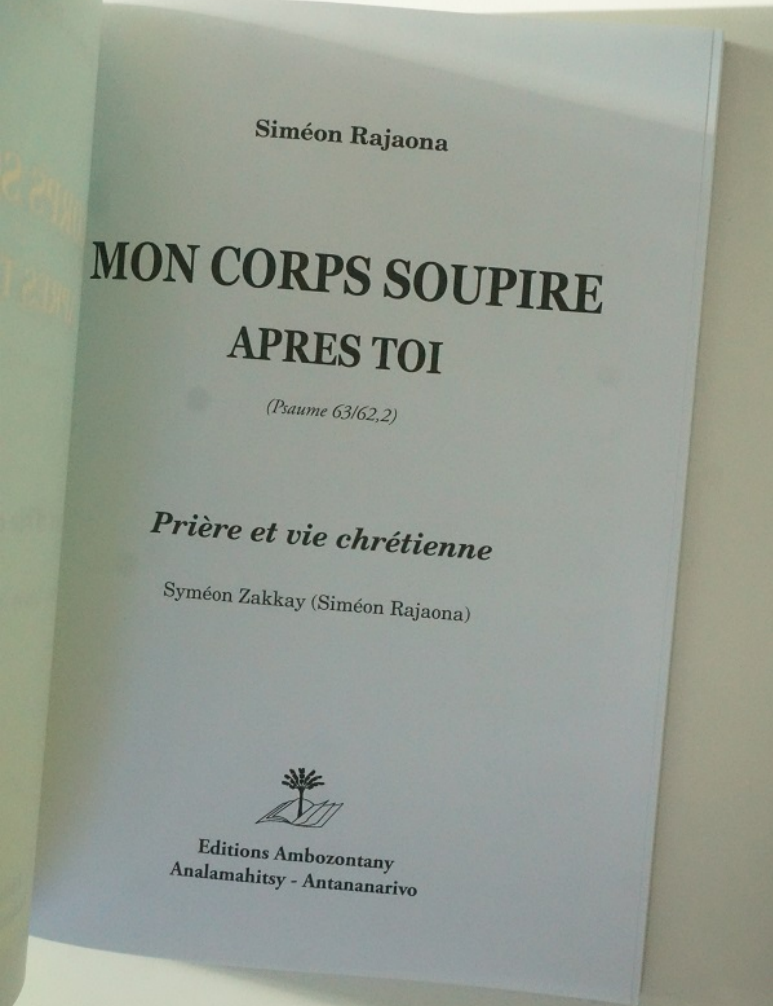 Siméon Rajaona
MON CORPS SOUPIRE
APRES TOI
(Psaume 63/62,2)
Prière et vie chrétienne
Syméon Zakkay (Siméon Rajaona)
Editions Ambozontany
Analamahitsy - Antananarivo